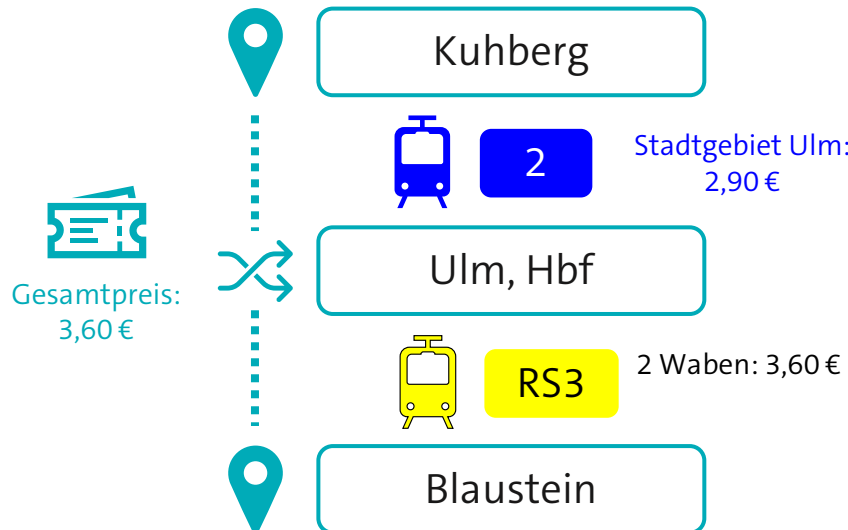 Kuhberg
2
Stadtgebiet Ulm:
2,90 €
Ulm, Hbf
Gesamtpreis:
3,60 €
RS3
2 Waben: 3,60 €
Blaustein